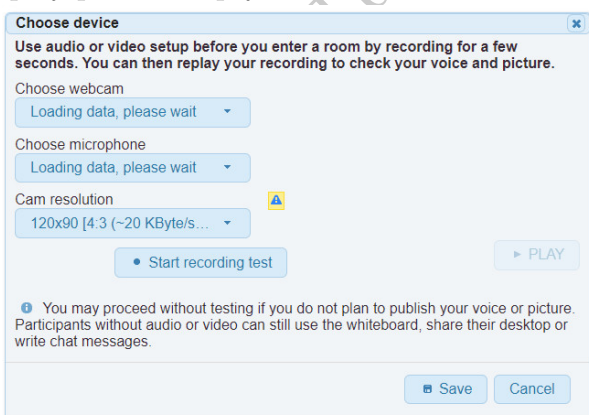 Choose device
Use audio or video setup before you enter a room by recording for a few
seconds. You can then replay your recording to check your voice and picture.
Choose webcam
Loading data, please wait
Choose microphone
Loading data, please wait
Cam resolution
120x90 [4:3 (~20 KByte/s...
Start recording test
PLAY
You may proceed without testing if you do not plan to publish your voice or picture.
Participants without audio or video can still use the whiteboard, share their desktop or
write chat messages.
Save Cancel